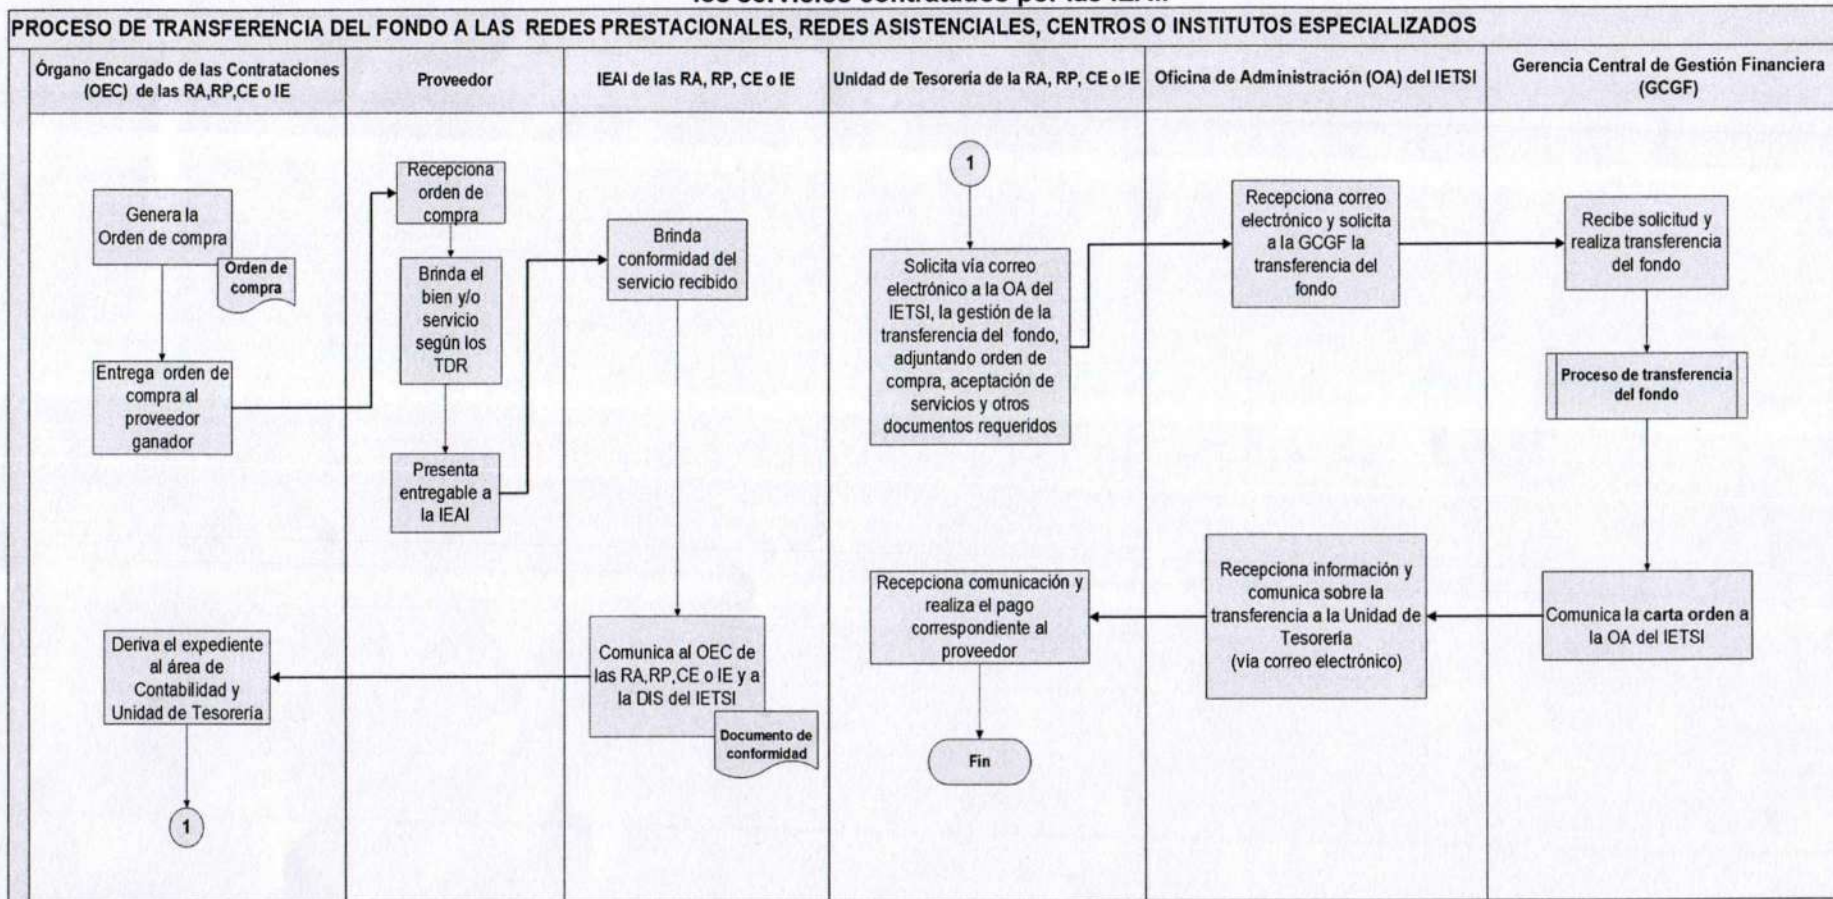 PROCESO DE TRANSFERENCIA DEL FONDO A LAS REDES PRESTACIONALES, REDES ASISTENCIALES, CENTROS O INSTITUTOS ESPECIALIZADOS
Órgano Encargado de las Contrataciones
(OEC) de las RA,RP,CE o IE
Proveedor
IEAI de las RA, RP, CE o IE
Unidad de Tesorería de la RA, RP, CE o IE
Oficina de Administración (OA) del IETSI
Gerencia Central de Gestión Financiera
(GCGF)
Genera la
Orden de compra
Orden de
compra
Entrega orden de
compra al
proveedor
ganador
Recepciona
orden de
compra
Brinda el
bien y/o
servicio
según los
TDR
Presenta
entregable a
la IEAI
Brinda
conformidad del
servicio recibido
Comunica al OEC de
las RA,RP,CE o IE y a
la DIS del IETSI
Documento de
conformidad
Deriva el expediente
al área de
Contabilidad y
Unidad de Tesorería
1
1
Solicita vía correo
electrónico a la OA del
IETSI, la gestión de la
transferencia del fondo,
adjuntando orden de
compra, aceptación de
servicios y otros
documentos requeridos
Recepciona correo
electrónico y solicita
a la GCGF la
transferencia del
fondo
Recibe solicitud y
realiza transferencia
del fondo
Proceso de transferencia
del fondo
Comunica la carta orden a
la OA del IETSI
Recepciona información y
comunica sobre la
transferencia a la Unidad de
Tesorería
(vía correo electrónico)
Recepciona comunicación y
realiza el pago
correspondiente al
proveedor
Fin